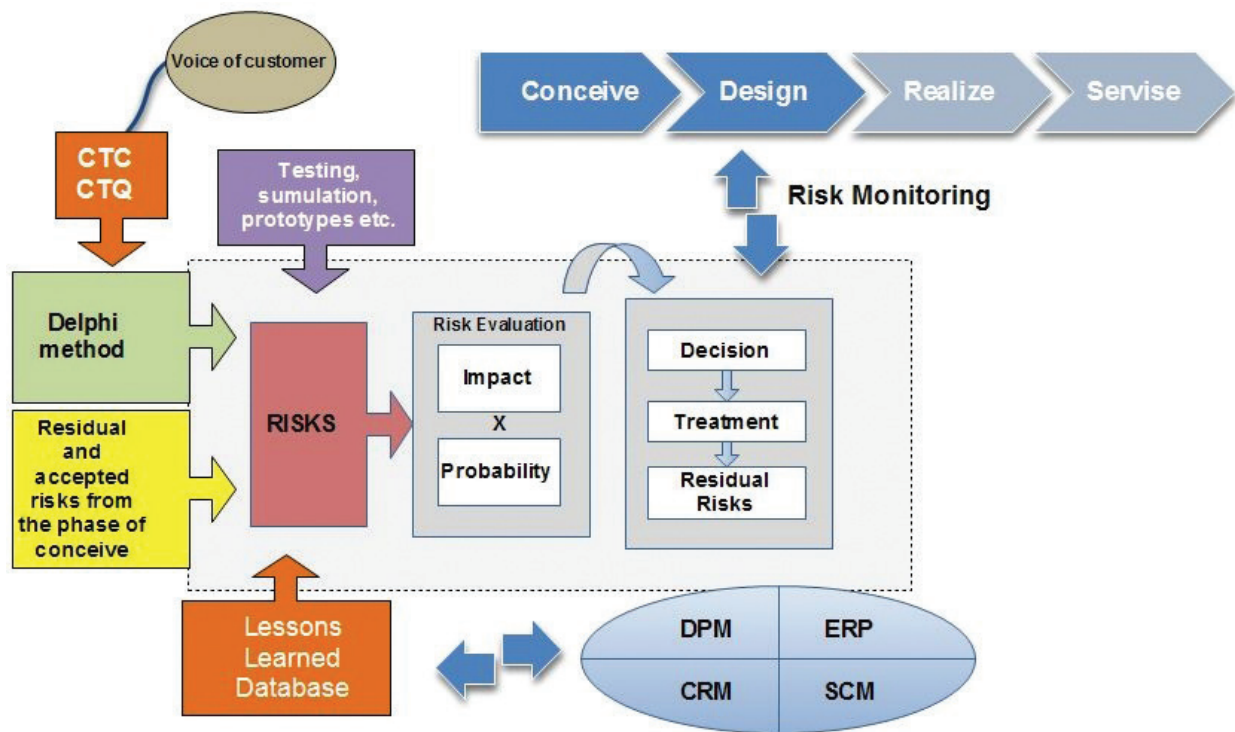 Voice of customer
Conceive
Design
Realize
Servise
CTC
CTQ
Testing,
sumulation,
prototypes etc.
Risk Monitoring
Delphi
method
Residual
and
accepted
risks from
the phase of
conceive
RISKS
Risk Evaluation
Impact
X
Probability
Decision
Treatment
Residual
Risks
Lessons
Learned
Database
DPM
ERP
CRM
SCM